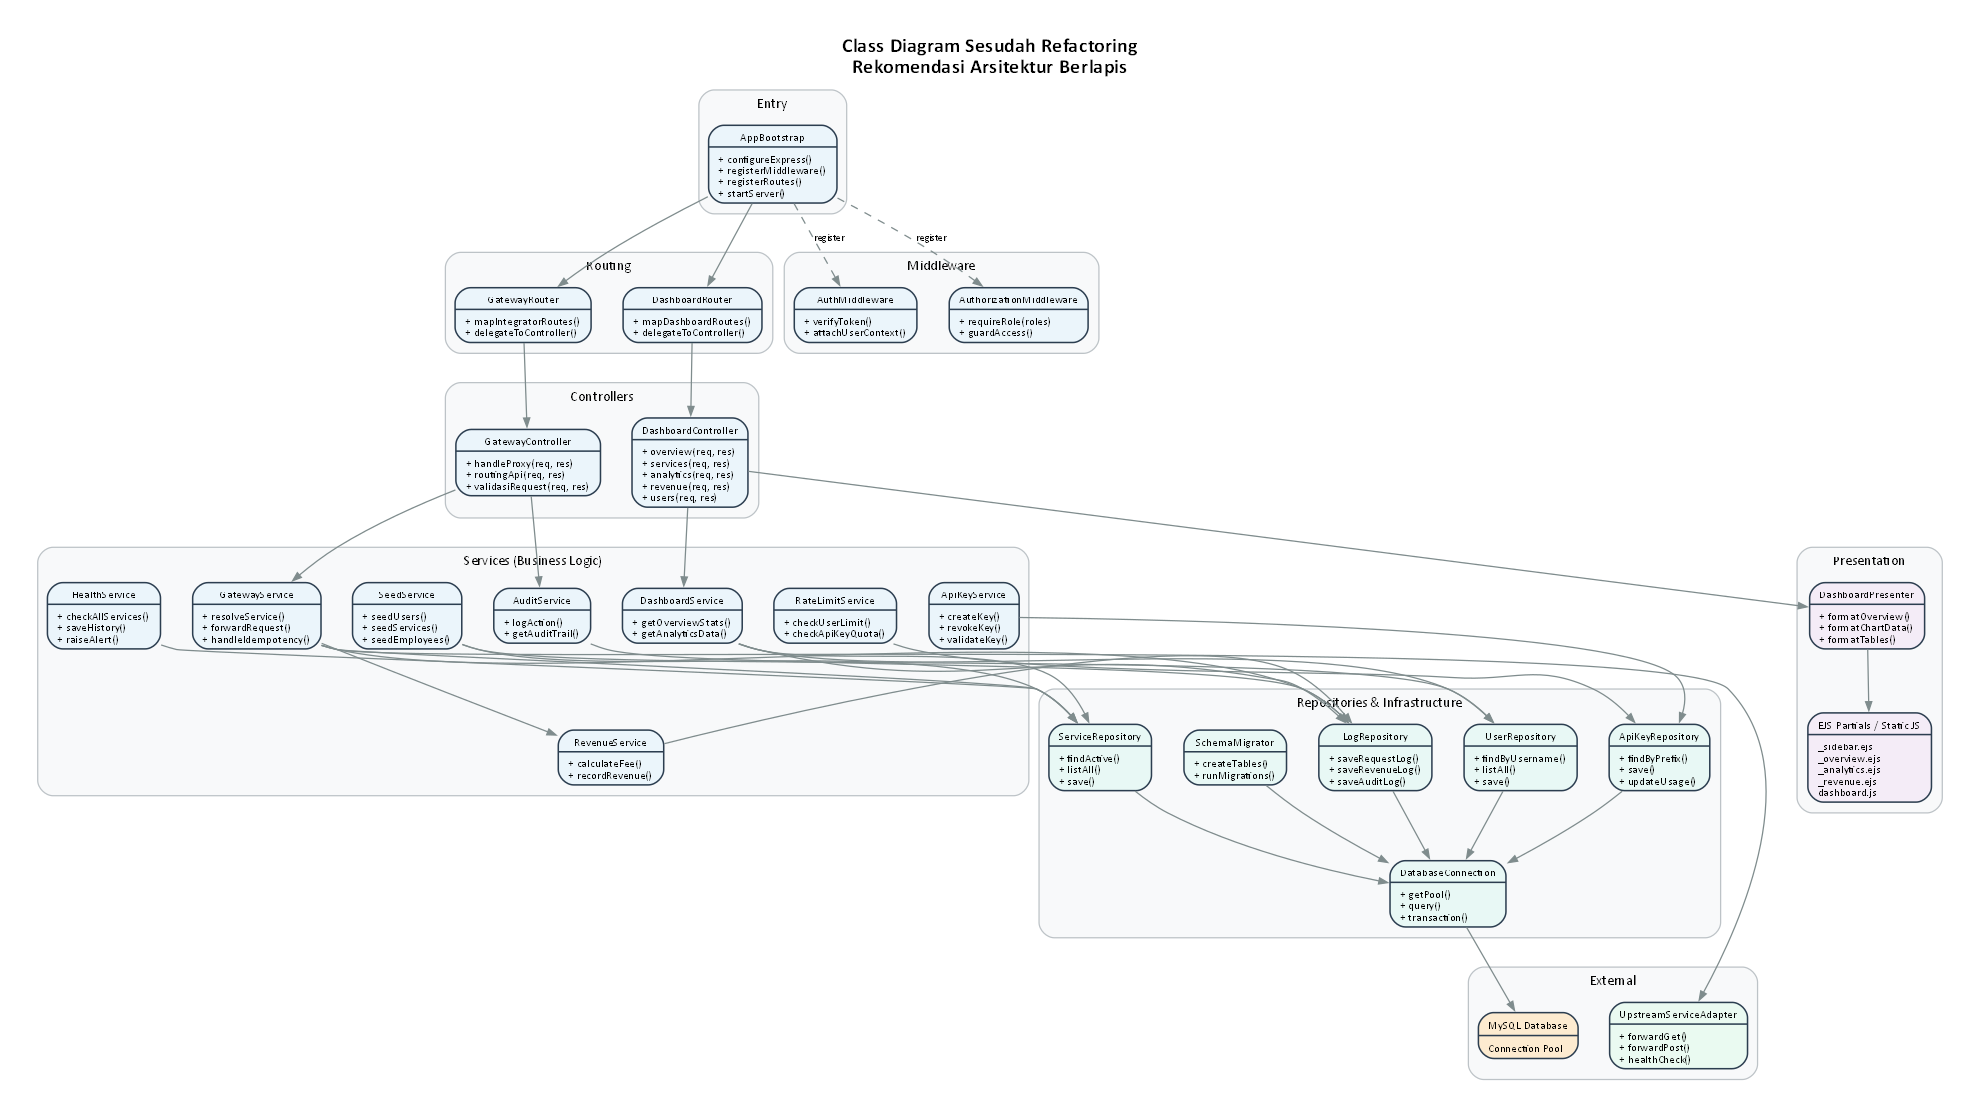 Class Diagram Sesudah Refactoring
Rekomendasi Arsitektur Berlapis
Entry
AppBootstrap
+ configureExpress()
+ registerMiddleware()
+ registerRoutes()
+ startServer()
register
register
Routing
GatewayRouter
+ mapIntegratorRoutes()
+ delegateToController()
DashboardRouter
+ mapDashboardRoutes()
+ delegateToController()
Middleware
AuthMiddleware
+ verifyToken()
+ attachUserContext()
AuthorizationMiddleware
+ requireRole(roles)
+ guardAccess()
Controllers
GatewayController
+ handleProxy(req, res)
+ routingApi(req, res)
+ validasiRequest(req, res)
DashboardController
+ overview(req, res)
+ services(req, res)
+ analytics(req, res)
+ revenue(req, res)
+ users(req, res)
Services (Business Logic)
HealthService
+ checkAllServices()
+ saveHistory()
+ raiseAlert()
GatewayService
+ resolveService()
+ forwardRequest()
+ handleIdempotency()
SeedService
+ seedUsers()
+ seedServices()
+ seedEmployees()
AuditService
+ logAction()
+ getAuditTrail()
DashboardService
+ getOverviewStats()
+ getAnalyticsData()
RateLimitService
+ checkUserLimit()
+ checkApiKeyQuota()
ApiKeyService
+ createKey()
+ revokeKey()
+ validateKey()
RevenueService
+ calculateFee()
+ recordRevenue()
Presentation
DashboardPresenter
+ formatOverview()
+ formatChartData()
+ formatTables()
EJS Partials / Static JS
_sidebar.ejs
_overview.ejs
_analytics.ejs
_revenue.ejs
dashboard.js
Repositories & Infrastructure
ServiceRepository
+ findActive()
+ listAll()
+ save()
SchemaMigrator
+ createTables()
+ runMigrations()
LogRepository
+ saveRequestLog()
+ saveRevenueLog()
+ saveAuditLog()
UserRepository
+ findByUsername()
+ listAll()
+ save()
ApiKeyRepository
+ findByPrefix()
+ save()
+ updateUsage()
DatabaseConnection
+ getPool()
+ query()
+ transaction()
External
MySQL Database
Connection Pool
UpstreamServiceAdapter
+ forwardGet()
+ forwardPost()
+ healthCheck()